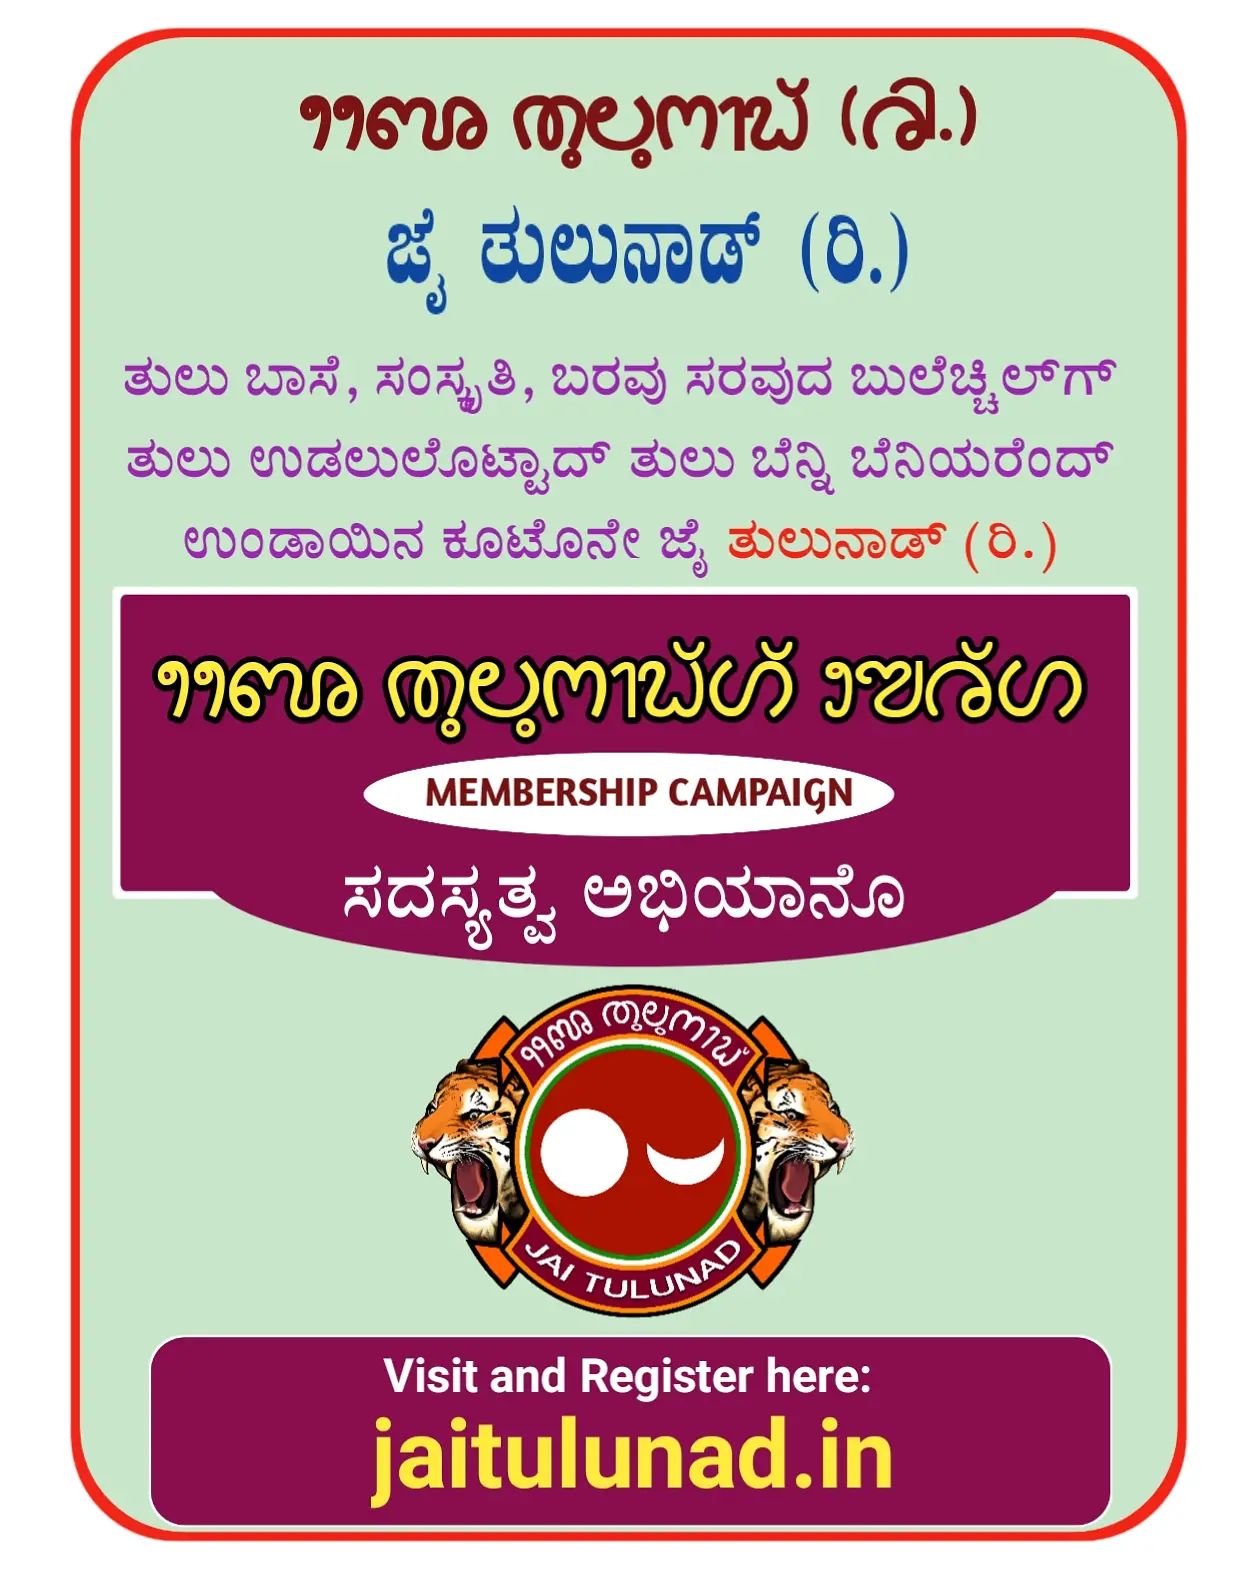 ಜೈ ತುಲುನಾಡ್ (ರಿ.)
ತುಲು ಬಾಸೆ, ಸಂಸ್ಕೃತಿ, ಬರವು ಸರವುದ ಬುಲೆಚ್ಚಿಲ್‌ಗ್
ತುಲು ಉಡಲುಲೊಟ್ಟಾದ್ ತುಲು ಬೆನ್ನಿ ಬೆನಿಯರೆಂದ್
ಉಂಡಾಯಿನ ಕೂಟೊನೇ ಜೈ ತುಲುನಾಡ್ (ರಿ.)
MEMBERSHIP CAMPAIGN
ಸದಸ್ಯತ್ವ ಅಭಿಯಾನೊ
JAI TULUNAD
Visit and Register here:
jaitulunad.in